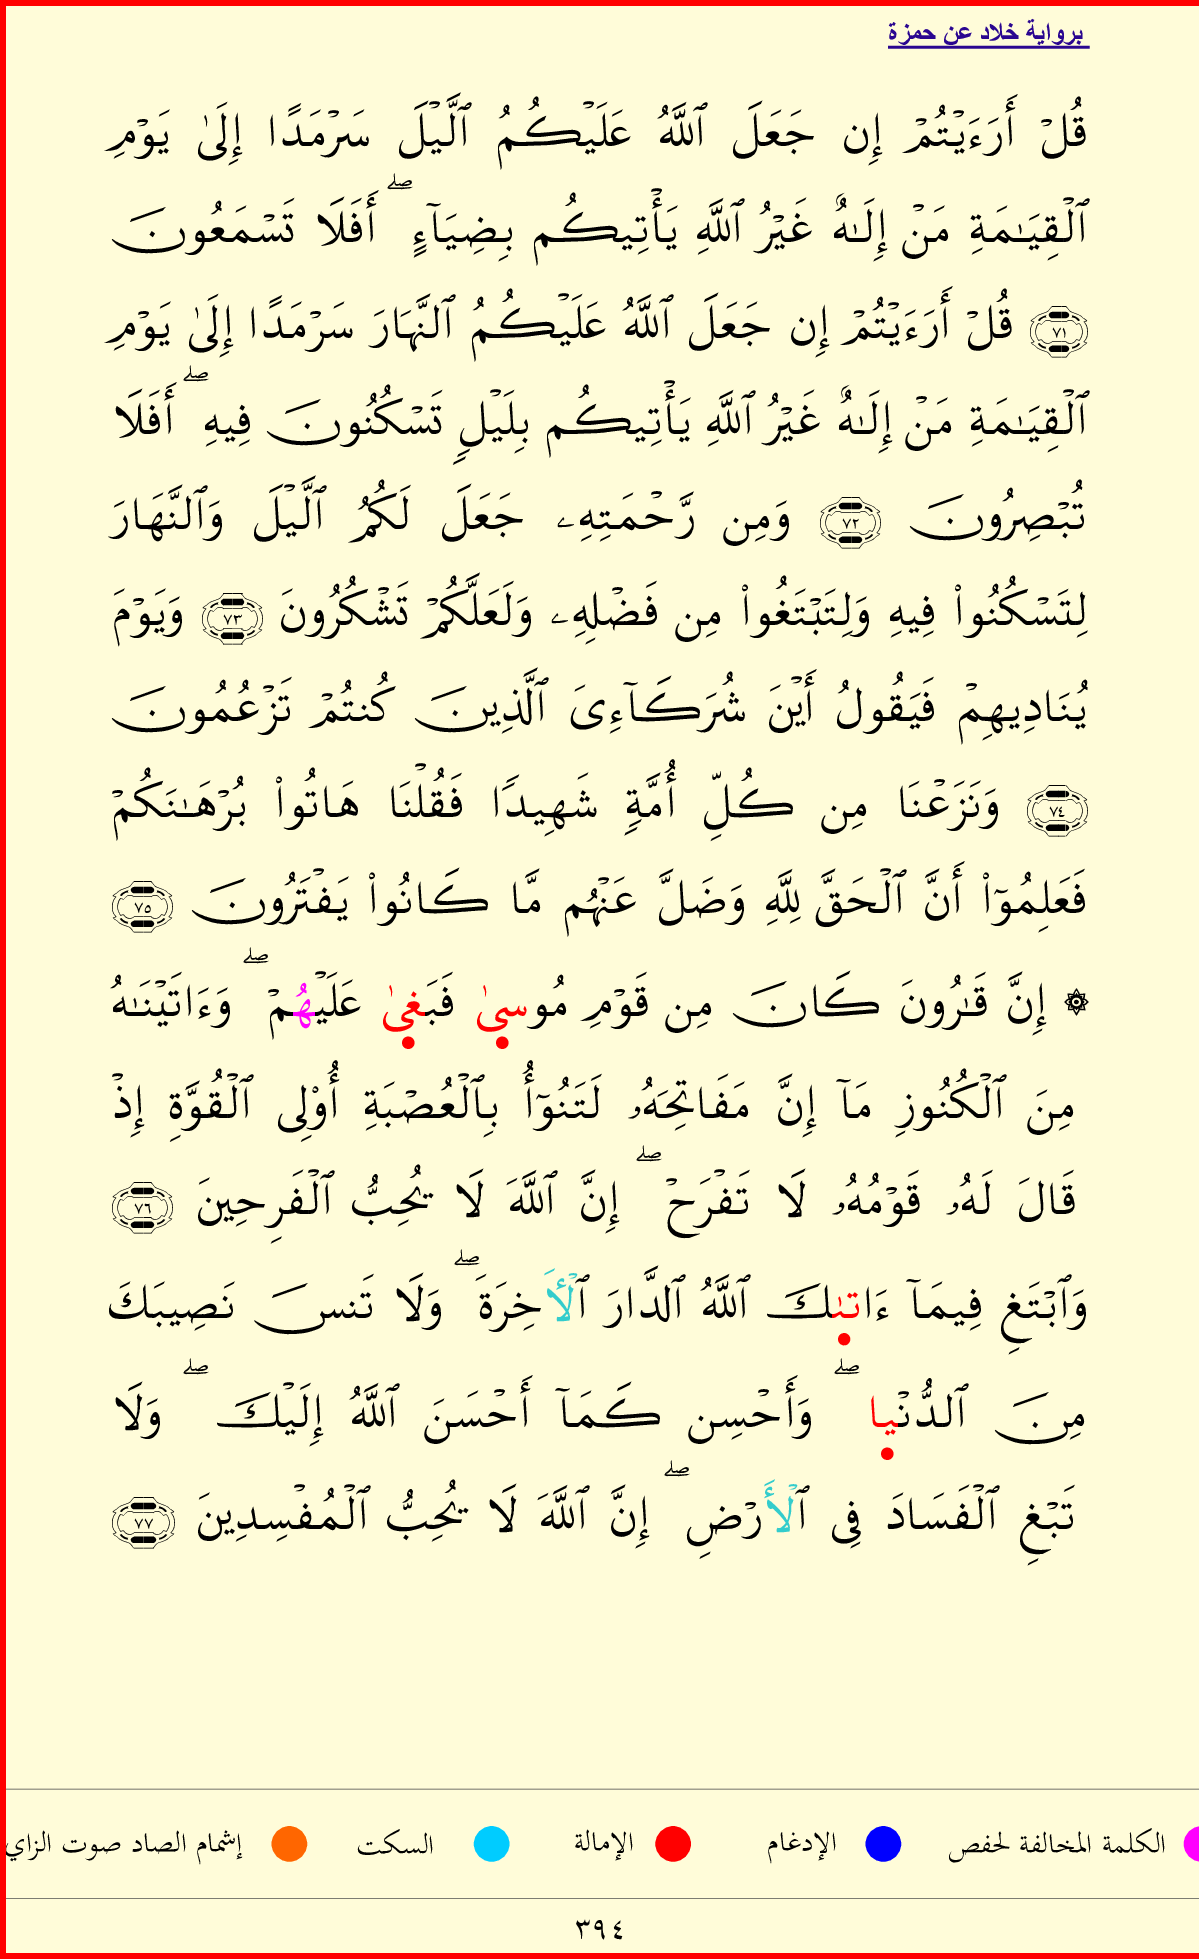 برواية خلاد عن حمزة
قُلْ أَرَءَيْتُمْ إِن جَعَلَ ٱللَّهُ عَلَيْكُمُ ٱلَّيْلَ سَرْمَدًا إِلَىٰ يَوْمِ
ٱلْقِيَـٰمَةِ مَنْ إِلَـٰهٌ غَيْرُ ٱللَّهِ يَأْتِيكُم بِضِيَآءٍ ۖ أَفَلَا تَسْمَعُونَ
٧١ قُلْ أَرَءَيْتُمْ إِن جَعَلَ ٱللَّهُ عَلَيْكُمُ ٱلنَّهَارَ سَرْمَدًا إِلَىٰ يَوْمِ
ٱلْقِيَـٰمَةِ مَنْ إِلَـٰهٌ غَيْرُ ٱللَّهِ يَأْتِيكُم بِلَيْلٍ تَسْكُنُونَ فِيهِ ۖ أَفَلَا
تُبْصِرُونَ ٧٢ وَمِن رَّحْمَتِهِۦ جَعَلَ لَكُمُ ٱلَّيْلَ وَٱلنَّهَارَ
لِتَسْكُنُوا۟ فِيهِ وَلِتَبْتَغُوا۟ مِن فَضْلِهِۦ وَلَعَلَّكُمْ تَشْكُرُونَ ٧٣ وَيَوْمَ
يُنَادِيهِمْ فَيَقُولُ أَيْنَ شُرَكَآءِىَ ٱلَّذِينَ كُنتُمْ تَزْعُمُونَ
٧٤ وَنَزَعْنَا مِن كُلِّ أُمَّةٍ شَهِيدًا فَقُلْنَا هَاتُوا۟ بُرْهَـٰنَكُمْ
فَعَلِمُوٓا۟ أَنَّ ٱلْحَقَّ لِلَّهِ وَضَلَّ عَنْهُم مَّا كَانُوا۟ يَفْتَرُونَ ٧٥
۞ إِنَّ قَـٰرُونَ كَانَ مِن قَوْمِ مُوسىٰ فَبَغىٰ عَلَيْهُمْ ۖ وَءَاتَيْنَـٰهُ
مِنَ ٱلْكُنُوزِ مَآ إِنَّ مَفَاتِحَهُۥ لَتَنُوٓأُ بِٱلْعُصْبَةِ أُو۟لِى ٱلْقُوَّةِ إِذْ
قَالَ لَهُۥ قَوْمُهُۥ لَا تَفْرَحْ ۖ إِنَّ ٱللَّهَ لَا يُحِبُّ ٱلْفَرِحِينَ ٧٦
وَٱبْتَغِ فِيمَآ ءَاتىٰكَ ٱللَّهُ ٱلدَّارَ ٱلْأَخِرَةَ ۖ وَلَا تَنسَ نَصِيبَكَ
مِنَ ٱلدُّنْيا ۖ وَأَحْسِن كَمَآ أَحْسَنَ ٱللَّهُ إِلَيْكَ ۖ وَلَا
تَبْغِ ٱلْفَسَادَ فِى ٱلْأَرْضِ ۖ إِنَّ ٱللَّهَ لَا يُحِبُّ ٱلْمُفْسِدِينَ ٧٧
الكلمة المخالفة لحفص الإدغام الإمالة السكت إشمام الصاد صوت الزاي
٣٩٤